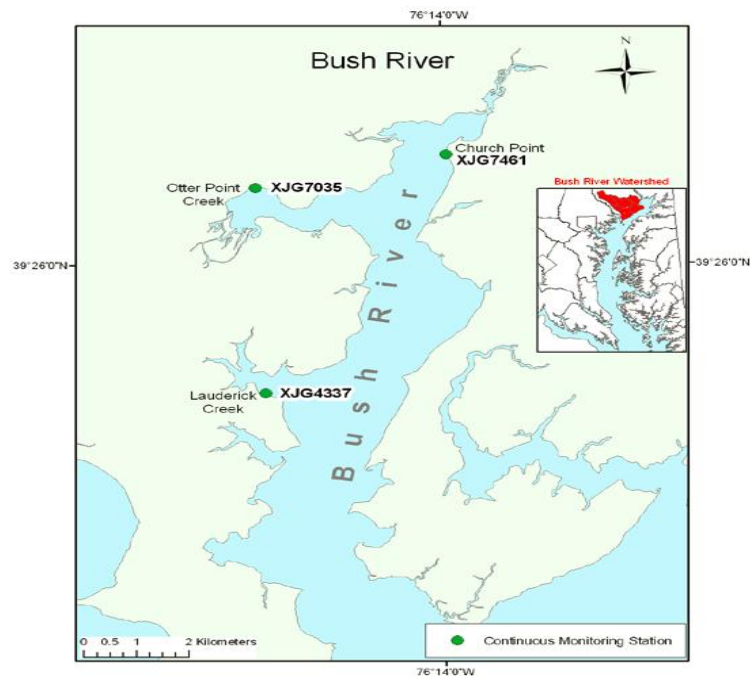 76°14'0"W
Bush River
N
Church Point
XJG7461
Otter Point
Creek
XJG7035
Bush River Watershed
39°26'0"N
39°26'0"N
Bush River
Lauderick
Creek
XJG4337
0 0.5 1 2 Kilometers
Continuous Monitoring Station
76°14'0"W